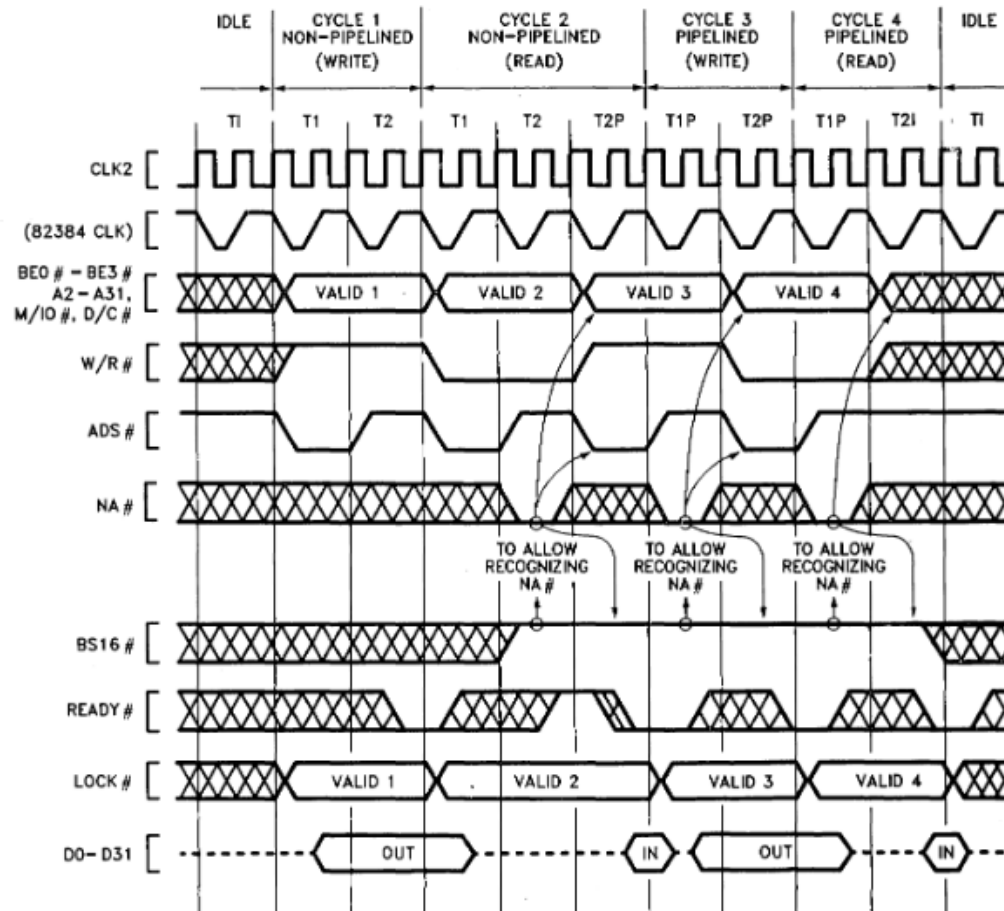 IDLE CYCLE 1 CYCLE 2 CYCLE 3 CYCLE 4 IDLE
NON-PIPELINED NON-PIPELINED PIPELINED PIPELINED
(WRITE) (READ) (WRITE) (READ)
TI T1 T2 T1 T2 T2P T1P T2P T1P T2I TI
CLK2
(82384 CLK)
BE0 # - BE3 #
A2 - A31,
M/IO #, D/C #
VALID 1 VALID 2 VALID 3 VALID 4
W/R #
ADS #
NA #
TO ALLOW TO ALLOW TO ALLOW
RECOGNIZING RECOGNIZING RECOGNIZING
NA # NA # NA #
BS16 #
READY #
LOCK # VALID 1 VALID 2 VALID 3 VALID 4
D0 - D31 OUT IN OUT IN